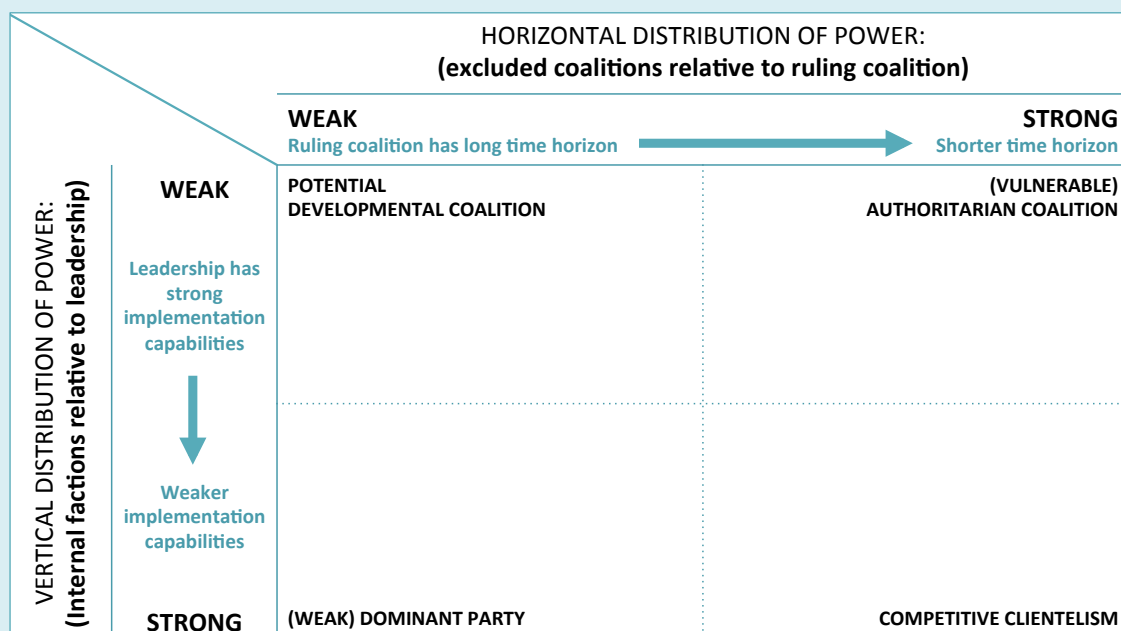 HORIZONTAL DISTRIBUTION OF POWER:
(excluded coalitions relative to ruling coalition)
WEAK
STRONG
Ruling coalition has long time horizon
Shorter time horizon
VERTICAL DISTRIBUTION OF POWER:
(Internal factions relative to leadership)
WEAK
Leadership has
strong
implementation
capabilities
Weaker
implementation
capabilities
STRONG
POTENTIAL
DEVELOPMENTAL COALITION
(VULNERABLE)
AUTHORITARIAN COALITION
(WEAK) DOMINANT PARTY
COMPETITIVE CLIENTELISM